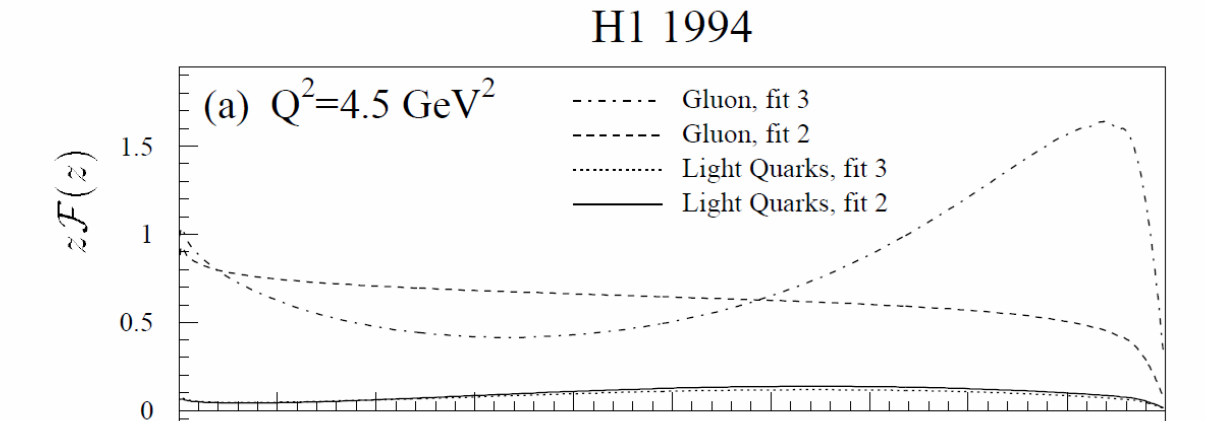 H1 1994
(a) Q²=4.5 GeV²
Gluon, fit 3
Gluon, fit 2
Light Quarks, fit 3
Light Quarks, fit 2
zℱ(z)
1.5
1
0.5
0